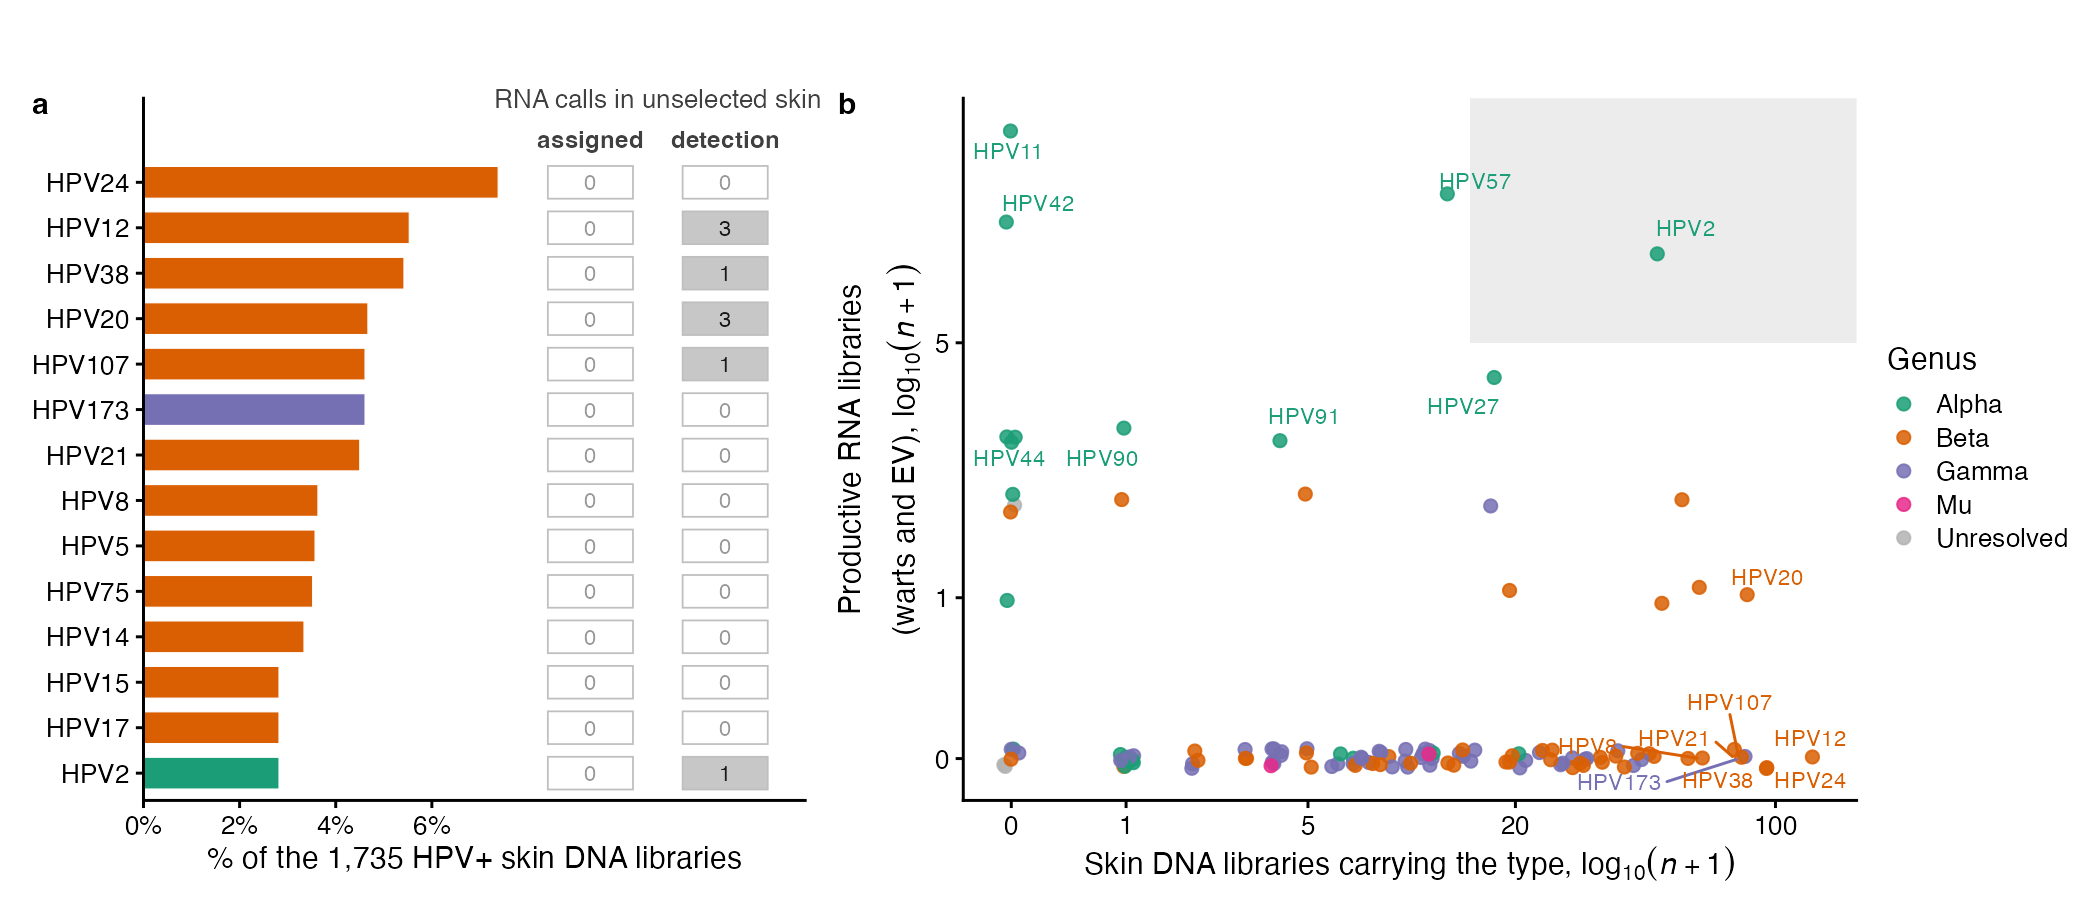 a
RNA calls in unselected skin
assigned detection
HPV24 0 0
HPV12 0 3
HPV38 0 1
HPV20 0 3
HPV107 0 1
HPV173 0 0
HPV21 0 0
HPV8 0 0
HPV5 0 0
HPV75 0 0
HPV14 0 0
HPV15 0 0
HPV17 0 0
HPV2 0 1
0% 2% 4% 6%
% of the 1,735 HPV+ skin DNA libraries
b
Productive RNA libraries
(warts and EV), log10(n + 1)
5
1
0
HPV11
HPV57
HPV42
HPV2
HPV27
HPV91
HPV44 HPV90
HPV20
HPV107
HPV8 HPV21 HPV12
HPV173 HPV38 HPV24
0 1 5 20 100
Skin DNA libraries carrying the type, log10(n + 1)
Genus
Alpha
Beta
Gamma
Mu
Unresolved